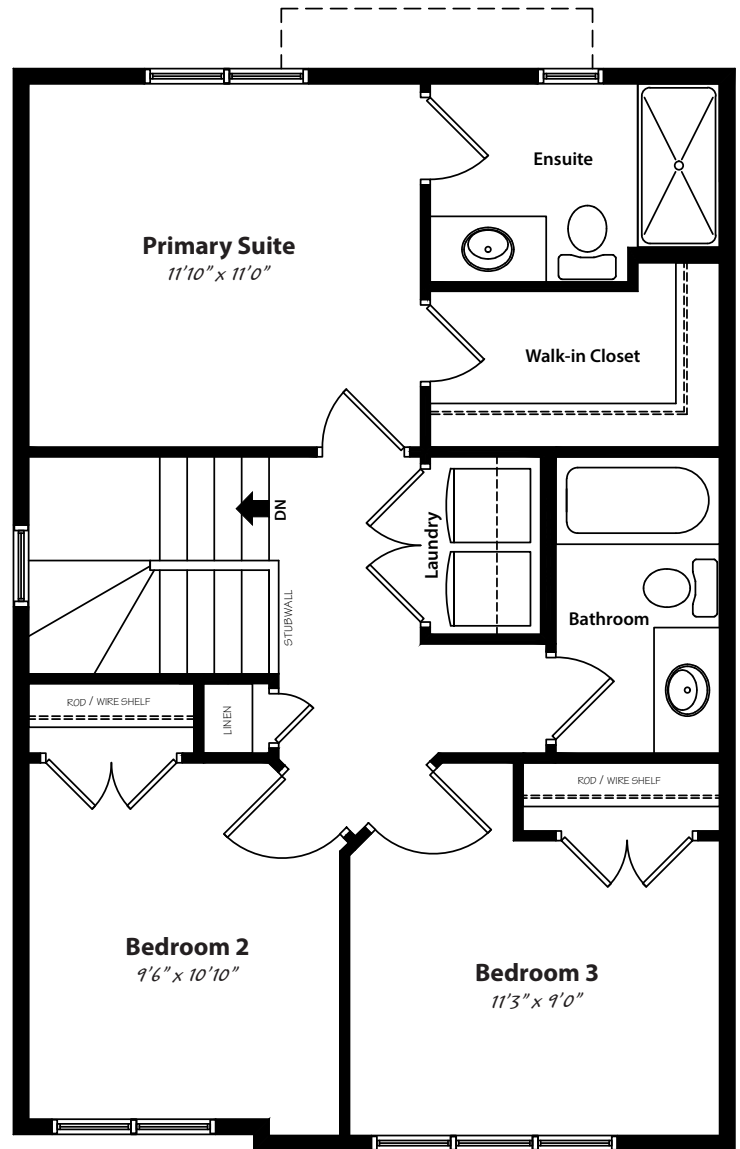 Ensuite
Primary Suite
11'10" x 11'0"
Walk-in Closet
DN
Laundry
STUBWALL
Bathroom
ROD / WIRE SHELF
LINEN
ROD / WIRE SHELF
Bedroom 2
9'6" x 10'10"
Bedroom 3
11'3" x 9'0"